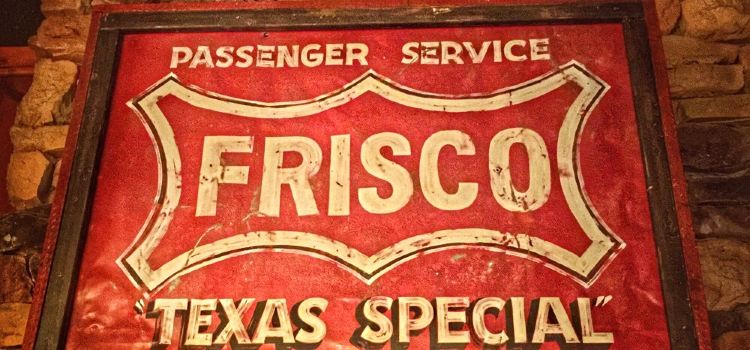 PASSENGER SERVICE
FRISCO
"TEXAS SPECIAL"